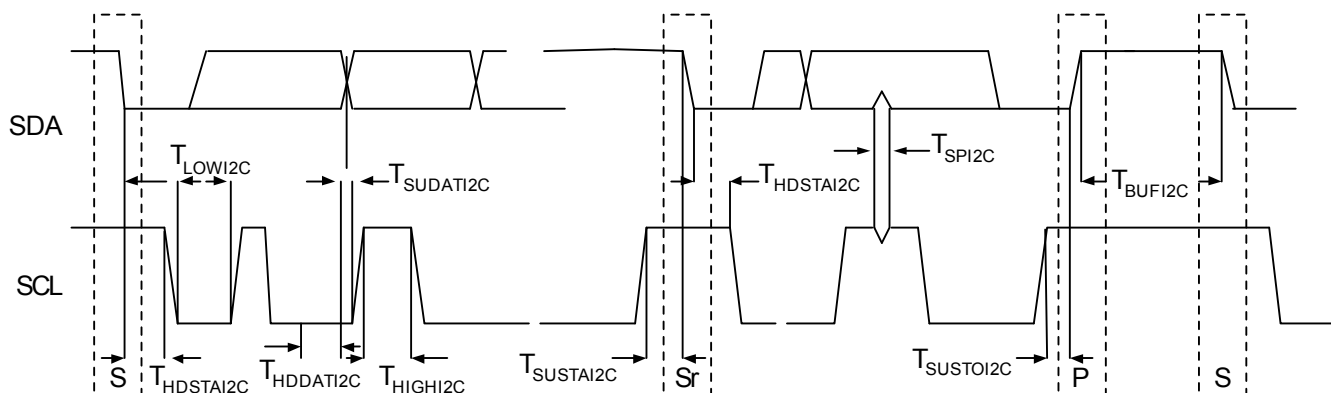 SDA
T_LOWI2C
T_SUDATI2C
T_SPI2C
T_HDSTAI2C
T_BUFI2C
SCL
S
T_HDSTAI2C
T_HDDATI2C
T_HIGHI2C
T_SUSTAI2C
Sr
T_SUSTOI2C
P
S